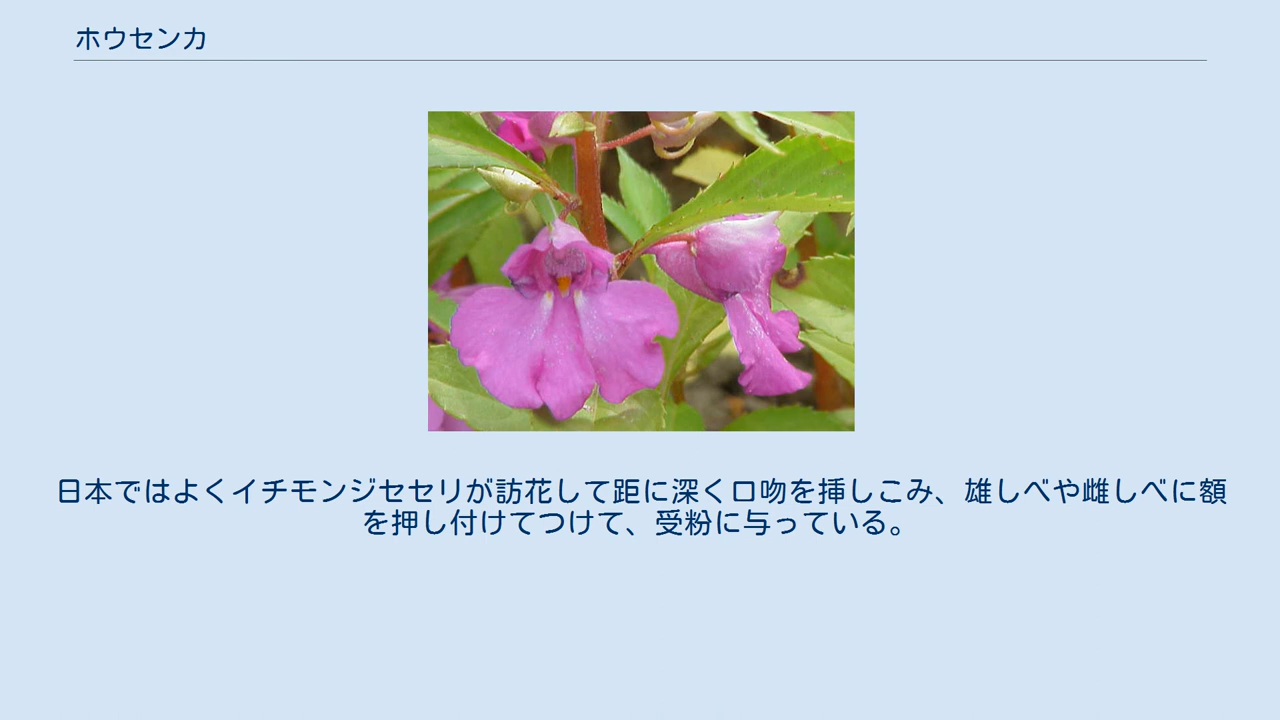 ホウセンカ
日本ではよくイチモンジセセリが訪花して距に深く口吻を挿しこみ、雄しべや雌しべに額
を押し付けてつけて、受粉に与っている。